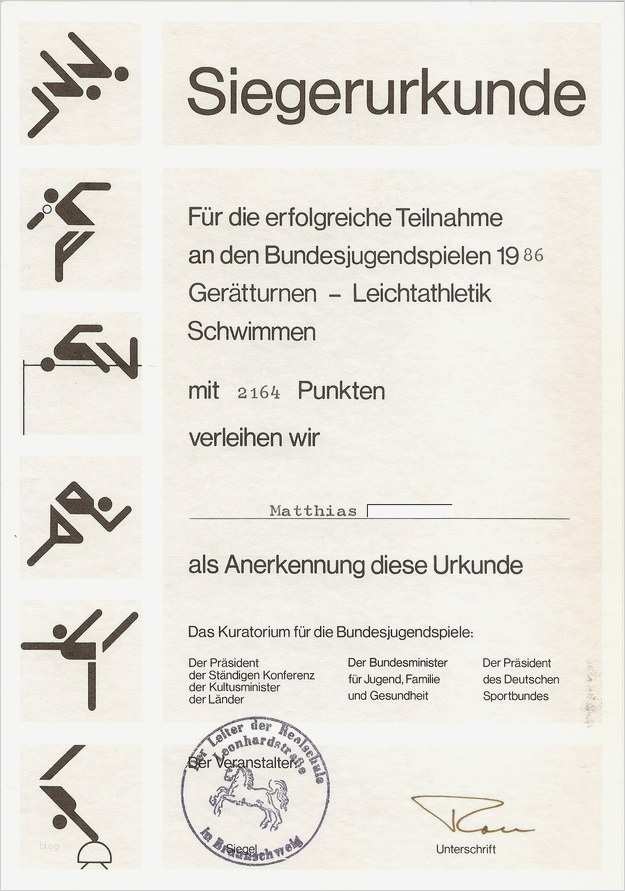 Siegerurkunde
Für die erfolgreiche Teilnahme
an den Bundesjugendspielen 1986
Gerätturnen – Leichtathletik
Schwimmen
mit 2164 Punkten
verleihen wir
Matthias
als Anerkennung diese Urkunde
Das Kuratorium für die Bundesjugendspiele:
Der Präsident
der Ständigen Konferenz
der Kultusminister
der Länder
Der Bundesminister
für Jugend, Familie
und Gesundheit
Der Präsident
des Deutschen
Sportbundes
Der Veranstalter
Der Leiter der Realschule
Leonhardstraße
in Braunschweig
Siegel
Unterschrift
blog